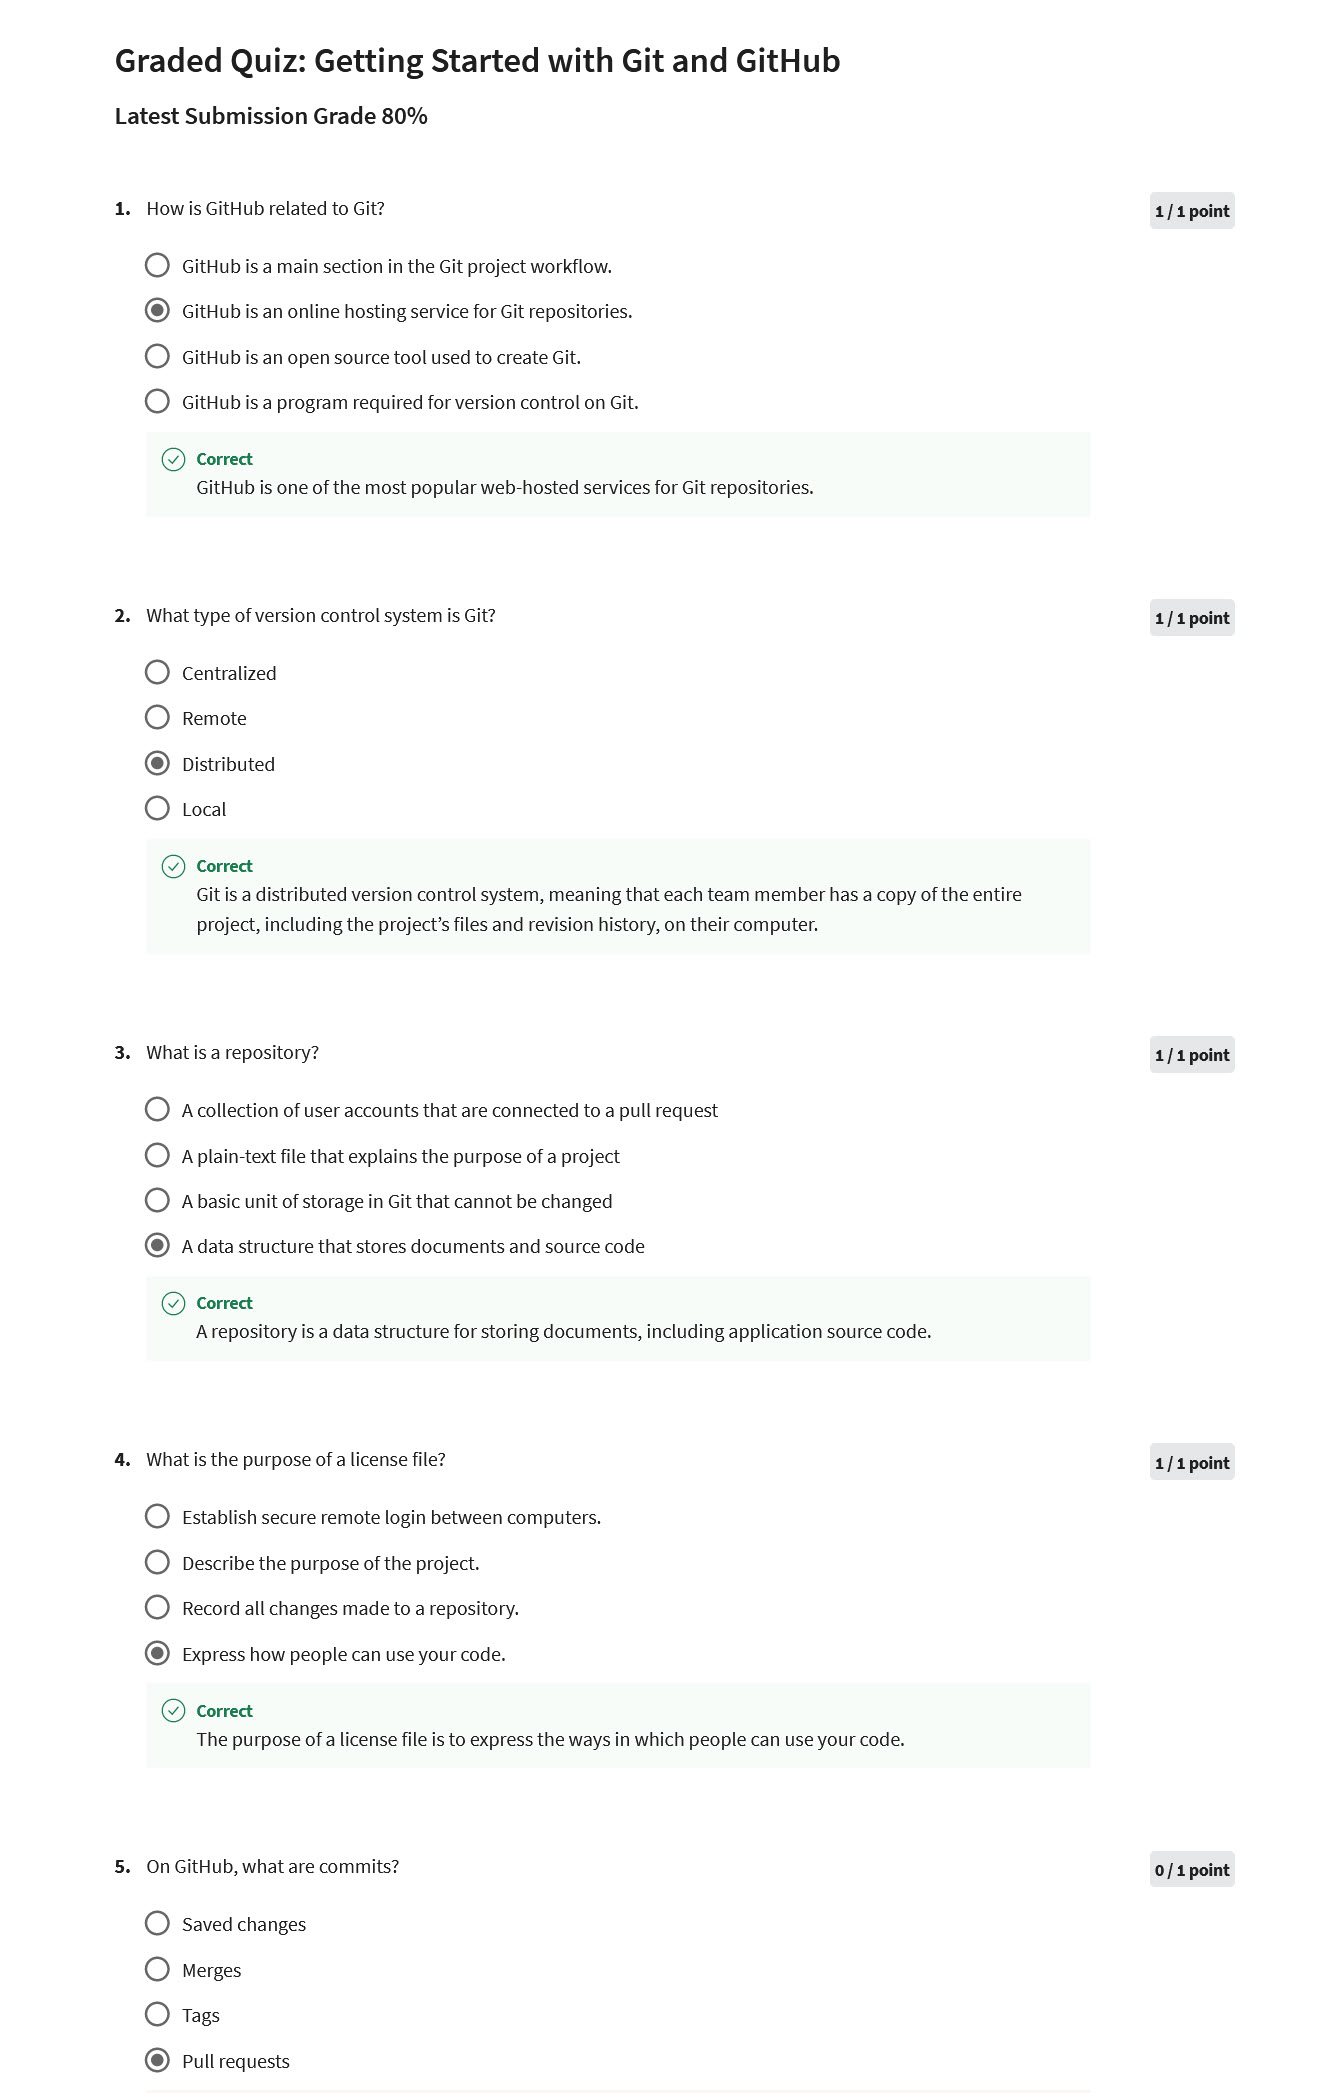 Graded Quiz: Getting Started with Git and GitHub
Latest Submission Grade 80%
1. How is GitHub related to Git?
1 / 1 point
GitHub is a main section in the Git project workflow.
GitHub is an online hosting service for Git repositories.
GitHub is an open source tool used to create Git.
GitHub is a program required for version control on Git.
Correct
GitHub is one of the most popular web-hosted services for Git repositories.
2. What type of version control system is Git?
1 / 1 point
Centralized
Remote
Distributed
Local
Correct
Git is a distributed version control system, meaning that each team member has a copy of the entire
project, including the project’s files and revision history, on their computer.
3. What is a repository?
1 / 1 point
A collection of user accounts that are connected to a pull request
A plain-text file that explains the purpose of a project
A basic unit of storage in Git that cannot be changed
A data structure that stores documents and source code
Correct
A repository is a data structure for storing documents, including application source code.
4. What is the purpose of a license file?
1 / 1 point
Establish secure remote login between computers.
Describe the purpose of the project.
Record all changes made to a repository.
Express how people can use your code.
Correct
The purpose of a license file is to express the ways in which people can use your code.
5. On GitHub, what are commits?
0 / 1 point
Saved changes
Merges
Tags
Pull requests